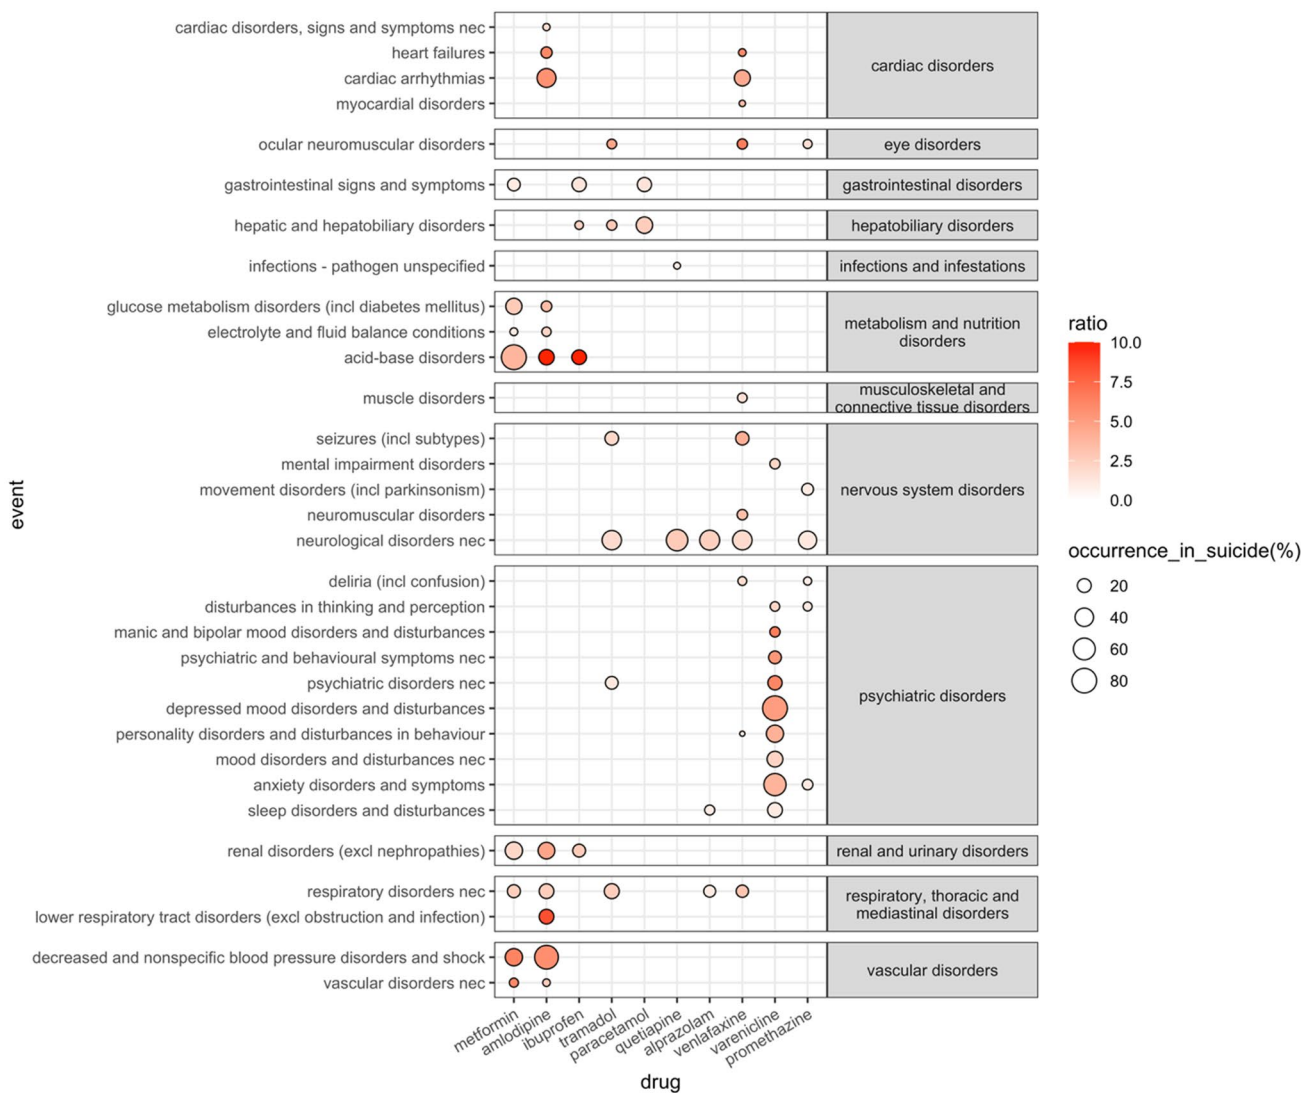 cardiac disorders, signs and symptoms nec
heart failures
cardiac arrhythmias
myocardial disorders
cardiac disorders
ocular neuromuscular disorders
eye disorders
gastrointestinal signs and symptoms
gastrointestinal disorders
hepatic and hepatobiliary disorders
hepatobiliary disorders
infections - pathogen unspecified
infections and infestations
glucose metabolism disorders (incl diabetes mellitus)
electrolyte and fluid balance conditions
acid-base disorders
metabolism and nutrition
disorders
muscle disorders
musculoskeletal and
connective tissue disorders
seizures (incl subtypes)
mental impairment disorders
movement disorders (incl parkinsonism)
neuromuscular disorders
neurological disorders nec
nervous system disorders
deliria (incl confusion)
disturbances in thinking and perception
manic and bipolar mood disorders and disturbances
psychiatric and behavioural symptoms nec
psychiatric disorders nec
depressed mood disorders and disturbances
personality disorders and disturbances in behaviour
mood disorders and disturbances nec
anxiety disorders and symptoms
sleep disorders and disturbances
psychiatric disorders
renal disorders (excl nephropathies)
renal and urinary disorders
respiratory disorders nec
lower respiratory tract disorders (excl obstruction and infection)
respiratory, thoracic and
mediastinal disorders
decreased and nonspecific blood pressure disorders and shock
vascular disorders nec
vascular disorders
event
metformin
amlodipine
ibuprofen
tramadol
paracetamol
quetiapine
alprazolam
venlafaxine
varenicline
promethazine
drug
ratio
10.0
7.5
5.0
2.5
0.0
occurrence_in_suicide(%)
20
40
60
80